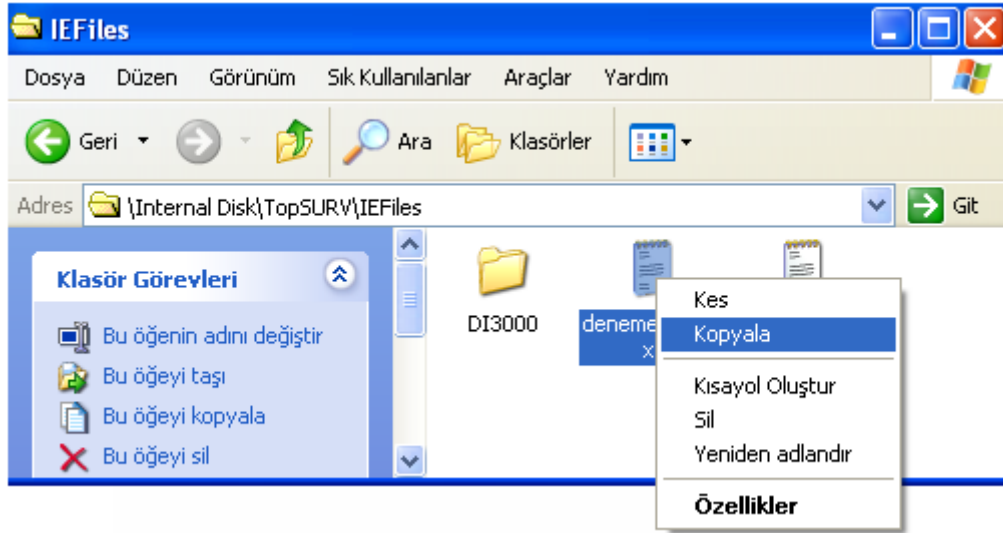 IEFiles
Dosya Düzen Görünüm Sık Kullanılanlar Araçlar Yardım
Geri Ara Klasörler
Adres \Internal Disk\TopSURV\IEFiles Git
Klasör Görevleri
Bu öğenin adını değiştir
Bu öğeyi taşı
Bu öğeyi kopyala
Bu öğeyi sil
DI3000
deneme
x
Kes
Kopyala
Kısayol Oluştur
Sil
Yeniden adlandır
Özellikler